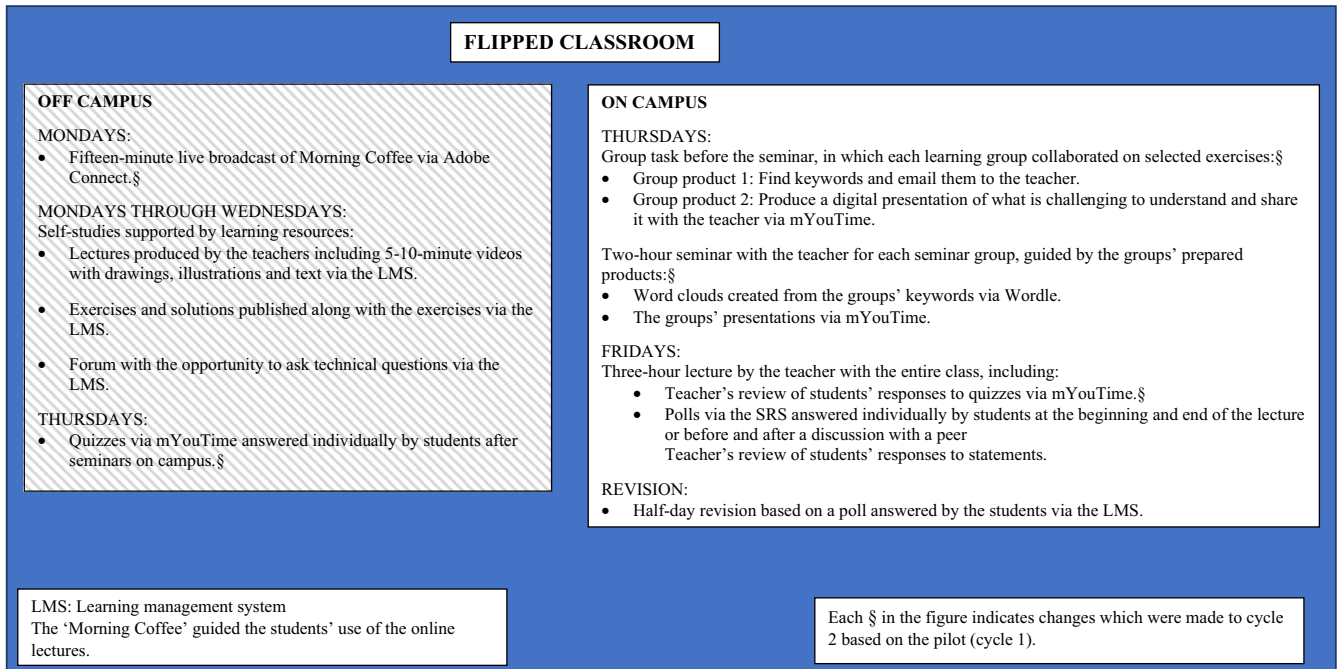 FLIPPED CLASSROOM
OFF CAMPUS
MONDAYS:
• Fifteen-minute live broadcast of Morning Coffee via Adobe
Connect.§
MONDAYS THROUGH WEDNESDAYS:
Self-studies supported by learning resources:
• Lectures produced by the teachers including 5-10-minute videos
with drawings, illustrations and text via the LMS.
• Exercises and solutions published along with the exercises via the
LMS.
• Forum with the opportunity to ask technical questions via the
LMS.
THURSDAYS:
• Quizzes via mYouTime answered individually by students after
seminars on campus.§
ON CAMPUS
THURSDAYS:
Group task before the seminar, in which each learning group collaborated on selected exercises:§
• Group product 1: Find keywords and email them to the teacher.
• Group product 2: Produce a digital presentation of what is challenging to understand and share
it with the teacher via mYouTime.
Two-hour seminar with the teacher for each seminar group, guided by the groups’ prepared
products:§
• Word clouds created from the groups’ keywords via Wordle.
• The groups’ presentations via mYouTime.
FRIDAYS:
Three-hour lecture by the teacher with the entire class, including:
• Teacher’s review of students’ responses to quizzes via mYouTime.§
• Polls via the SRS answered individually by students at the beginning and end of the lecture
or before and after a discussion with a peer
Teacher’s review of students’ responses to statements.
REVISION:
• Half-day revision based on a poll answered by the students via the LMS.
LMS: Learning management system
The ‘Morning Coffee’ guided the students’ use of the online
lectures.
Each § in the figure indicates changes which were made to cycle
2 based on the pilot (cycle 1).